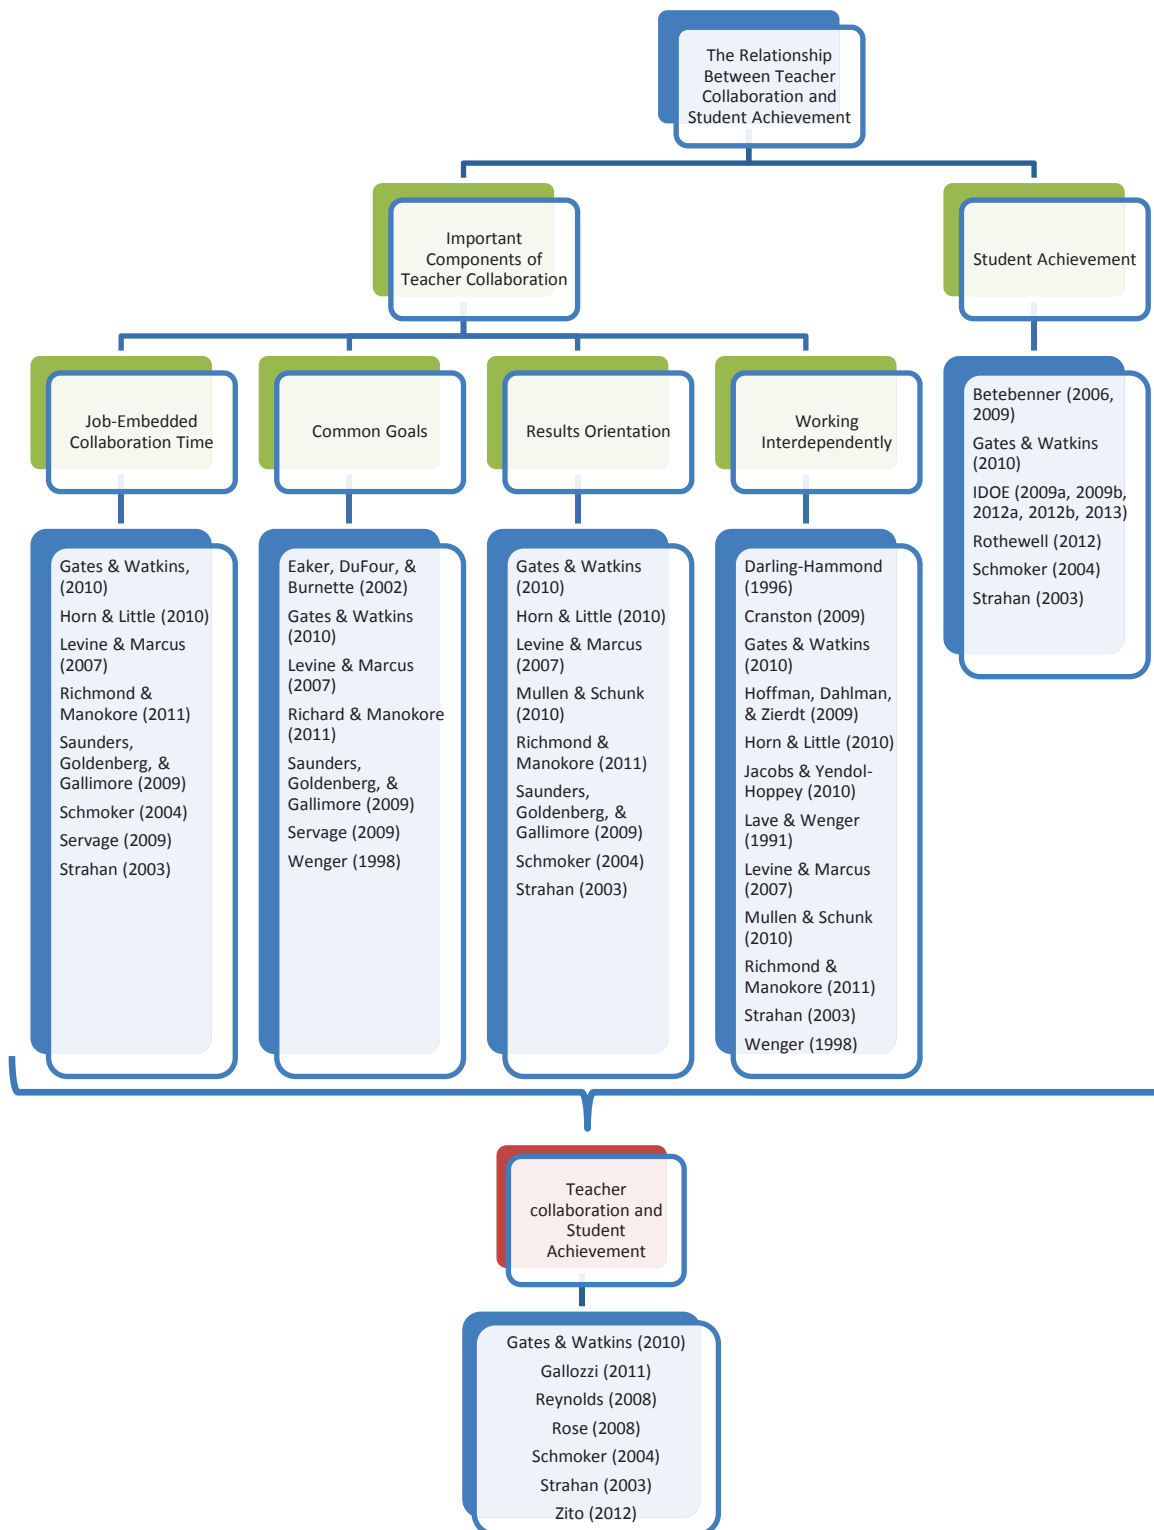 The Relationship
Between Teacher
Collaboration and
Student Achievement
Important
Components of
Teacher Collaboration
Student Achievement
Job-Embedded
Collaboration Time
Common Goals
Results Orientation
Working
Interdependently
Gates & Watkins,
(2010)
Horn & Little (2010)
Levine & Marcus
(2007)
Richmond &
Manokore (2011)
Saunders,
Goldenberg, &
Gallimore (2009)
Schmoker (2004)
Servage (2009)
Strahan (2003)
Eaker, DuFour, &
Burnette (2002)
Gates & Watkins
(2010)
Levine & Marcus
(2007)
Richard & Manokore
(2011)
Saunders,
Goldenberg, &
Gallimore (2009)
Servage (2009)
Wenger (1998)
Gates & Watkins
(2010)
Horn & Little (2010)
Levine & Marcus
(2007)
Mullen & Schunk
(2010)
Richmond &
Manokore (2011)
Saunders,
Goldenberg, &
Gallimore (2009)
Schmoker (2004)
Strahan (2003)
Darling-Hammond
(1996)
Cranston (2009)
Gates & Watkins
(2010)
Hoffman, Dahlman,
& Zierdt (2009)
Horn & Little (2010)
Jacobs & Yendol-
Hoppey (2010)
Lave & Wenger
(1991)
Levine & Marcus
(2007)
Mullen & Schunk
(2010)
Richmond &
Manokore (2011)
Strahan (2003)
Wenger (1998)
Betebenner (2006,
2009)
Gates & Watkins
(2010)
IDOE (2009a, 2009b,
2012a, 2012b, 2013)
Rothewell (2012)
Schmoker (2004)
Strahan (2003)
Teacher
collaboration and
Student
Achievement
Gates & Watkins (2010)
Gallozzi (2011)
Reynolds (2008)
Rose (2008)
Schmoker (2004)
Strahan (2003)
Zito (2012)